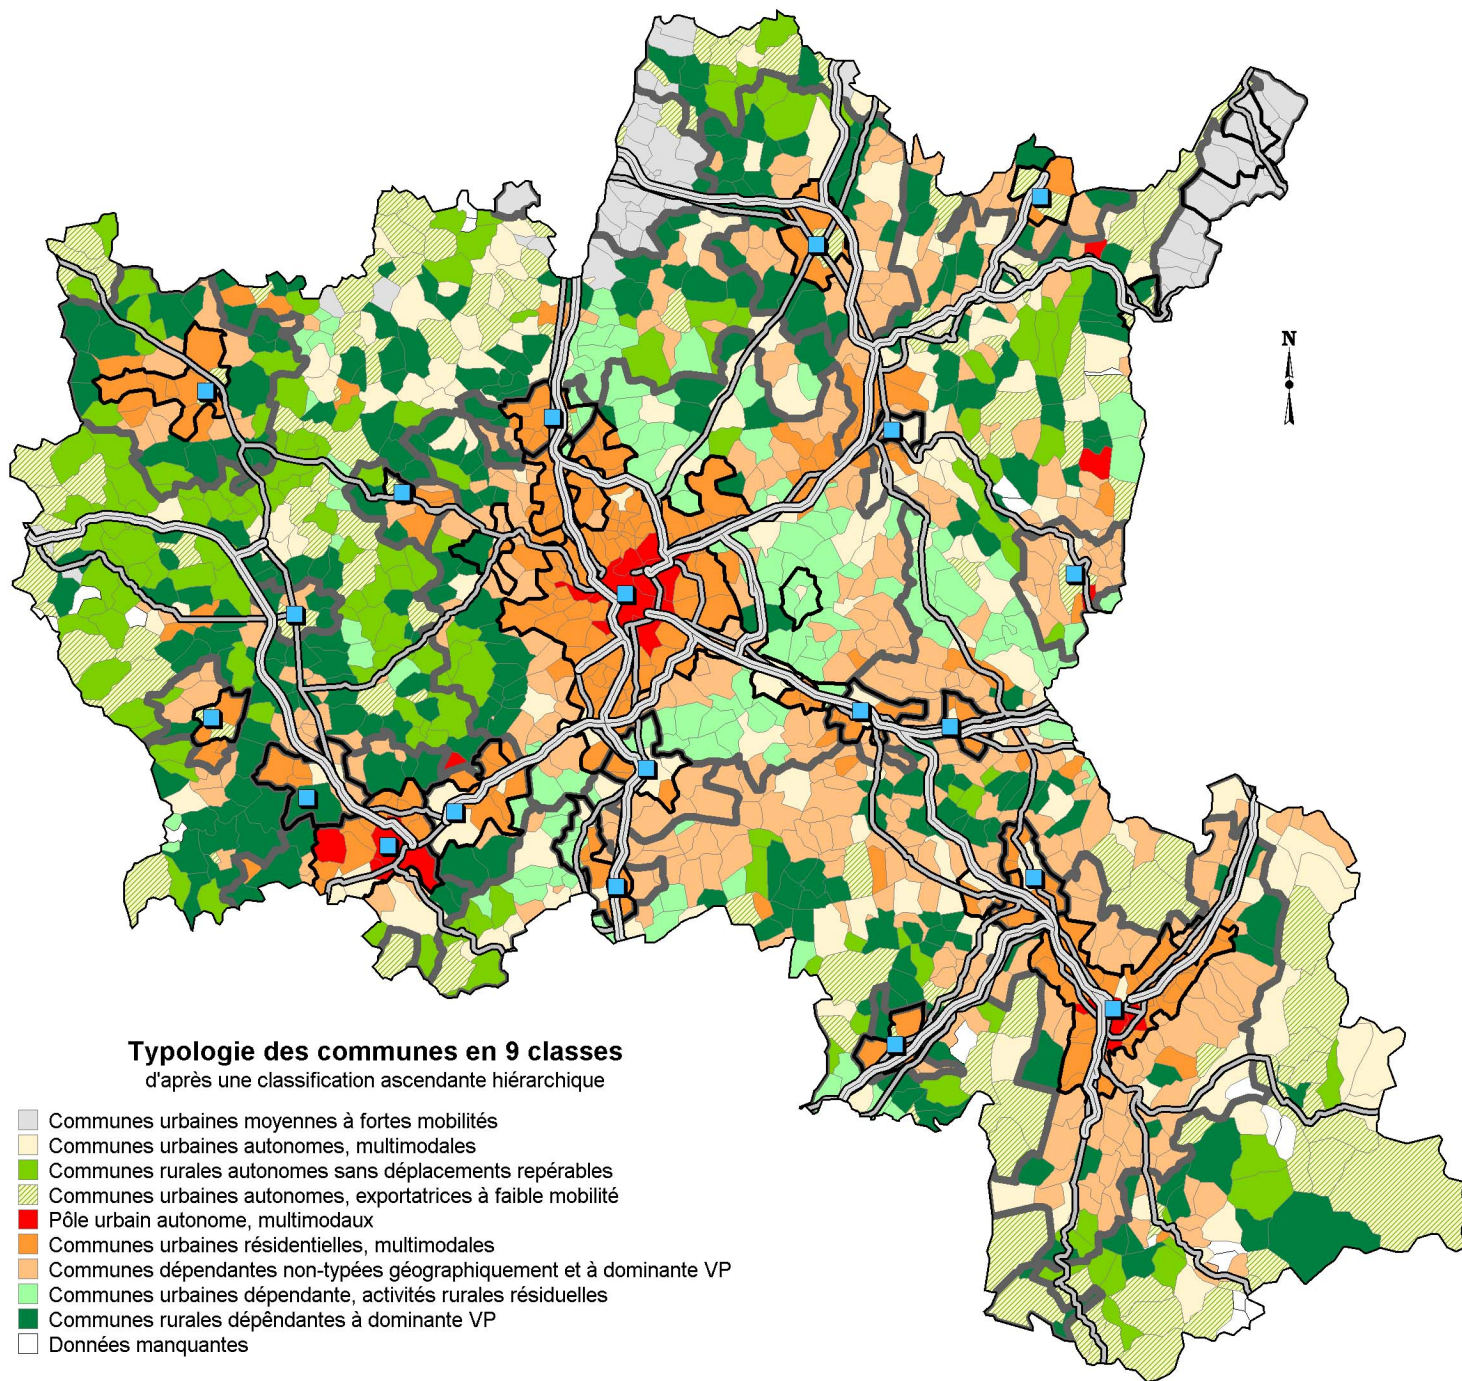 N
Typologie des communes en 9 classes
d'après une classification ascendante hiérarchique
Communes urbaines moyennes à fortes mobilités
Communes urbaines autonomes, multimodales
Communes rurales autonomes sans déplacements repérables
Communes urbaines autonomes, exportatrices à faible mobilité
Pôle urbain autonome, multimodaux
Communes urbaines résidentielles, multimodales
Communes dépendantes non-typées géographiquement et à dominante VP
Communes urbaines dépendante, activités rurales résiduelles
Communes rurales dépêndantes à dominante VP
Données manquantes